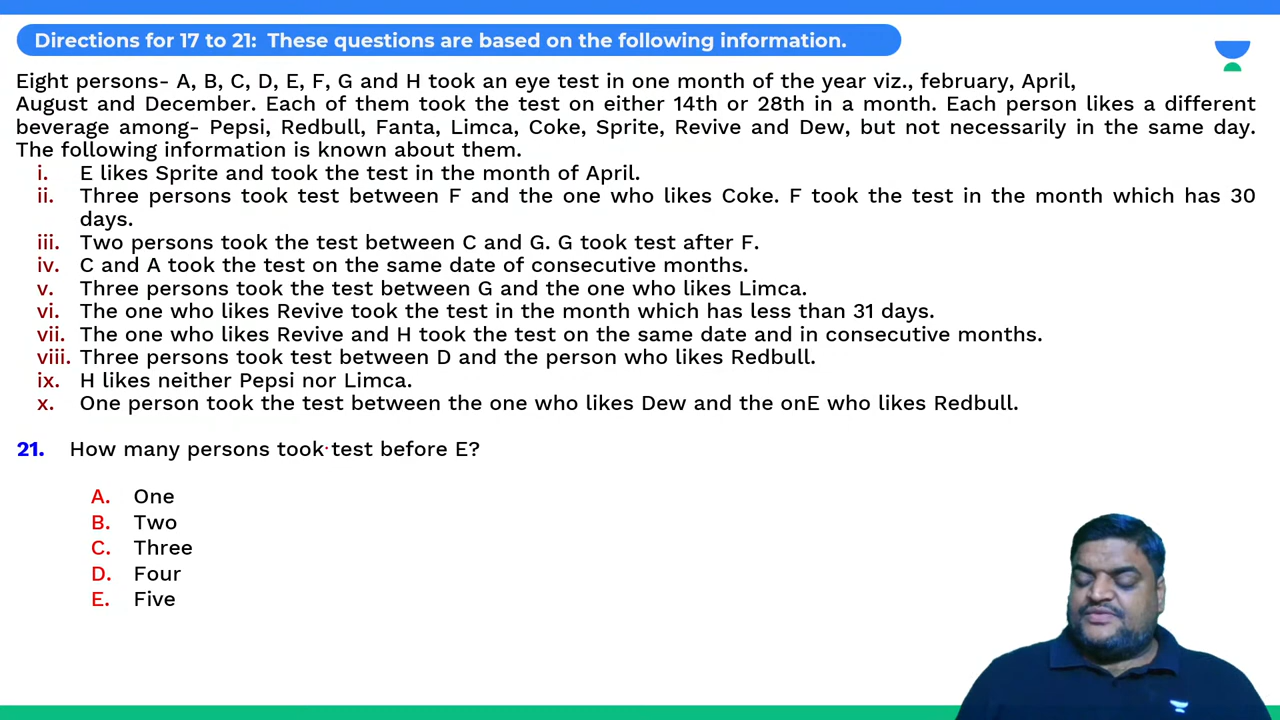 Directions for 17 to 21: These questions are based on the following information.
Eight persons- A, B, C, D, E, F, G and H took an eye test in one month of the year viz., february, April,
August and December. Each of them took the test on either 14th or 28th in a month. Each person likes a different
beverage among- Pepsi, Redbull, Fanta, Limca, Coke, Sprite, Revive and Dew, but not necessarily in the same day.
The following information is known about them.
i. E likes Sprite and took the test in the month of April.
ii. Three persons took test between F and the one who likes Coke. F took the test in the month which has 30
days.
iii. Two persons took the test between C and G. G took test after F.
iv. C and A took the test on the same date of consecutive months.
v. Three persons took the test between G and the one who likes Limca.
vi. The one who likes Revive took the test in the month which has less than 31 days.
vii. The one who likes Revive and H took the test on the same date and in consecutive months.
viii. Three persons took test between D and the person who likes Redbull.
ix. H likes neither Pepsi nor Limca.
x. One person took the test between the one who likes Dew and the onE who likes Redbull.
21. How many persons took test before E?
A. One
B. Two
C. Three
D. Four
E. Five